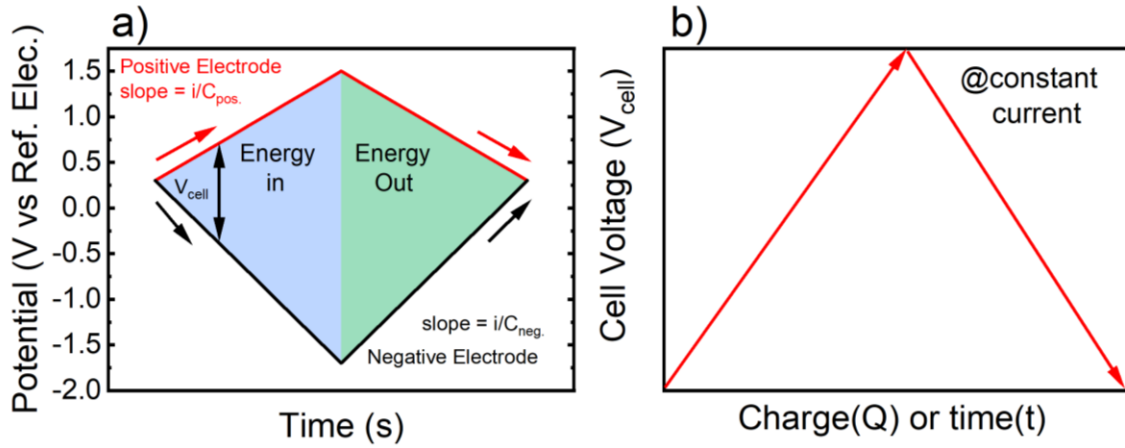 a)
Potential (V vs Ref. Elec.)
1.5
1.0
0.5
0.0
-0.5
-1.0
-1.5
-2.0
Positive Electrode
slope = i/Cpos.
Energy
in
Energy
Out
Vcell
slope = i/Cneg.
Negative Electrode
Time (s)
b)
Cell Voltage (Vcell)
@constant
current
Charge(Q) or time(t)